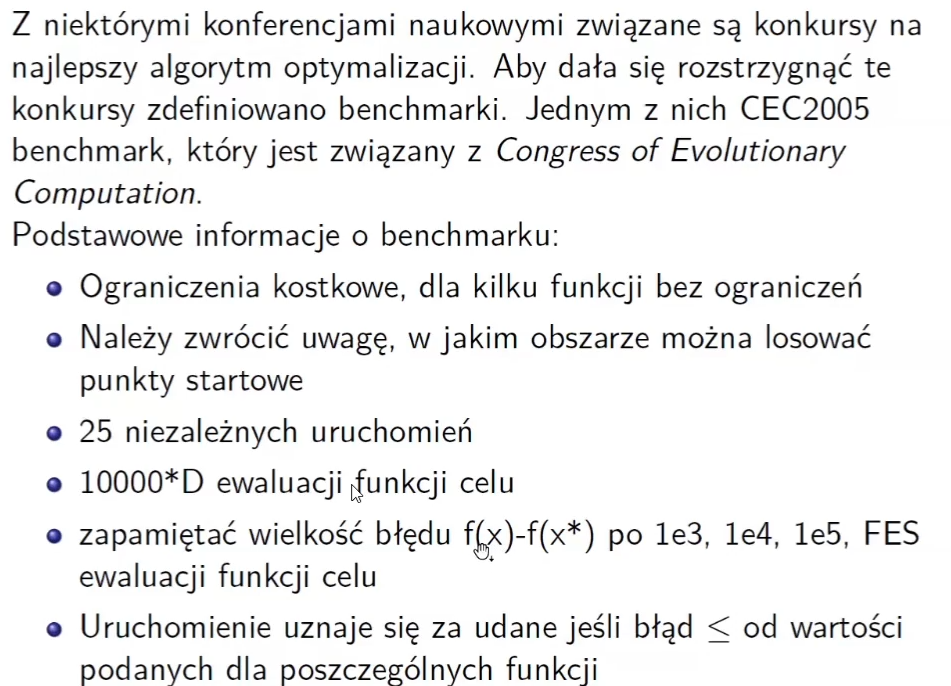 Z niektórymi konferencjami naukowymi związane są konkursy na
najlepszy algorytm optymalizacji. Aby dała się rozstrzygnąć te
konkursy zdefiniowano benchmarki. Jednym z nich CEC2005
benchmark, który jest związany z Congress of Evolutionary
Computation.
Podstawowe informacje o benchmarku:
Ograniczenia kostkowe, dla kilku funkcji bez ograniczeń
Należy zwrócić uwagę, w jakim obszarze można losować
punkty startowe
25 niezależnych uruchomień
10000*D ewaluacji funkcji celu
zapamiętać wielkość błędu f(x)-f(x*) po 1e3, 1e4, 1e5, FES
ewaluacji funkcji celu
Uruchomienie uznaje się za udane jeśli błąd ≤ od wartości
podanych dla poszczególnych funkcji